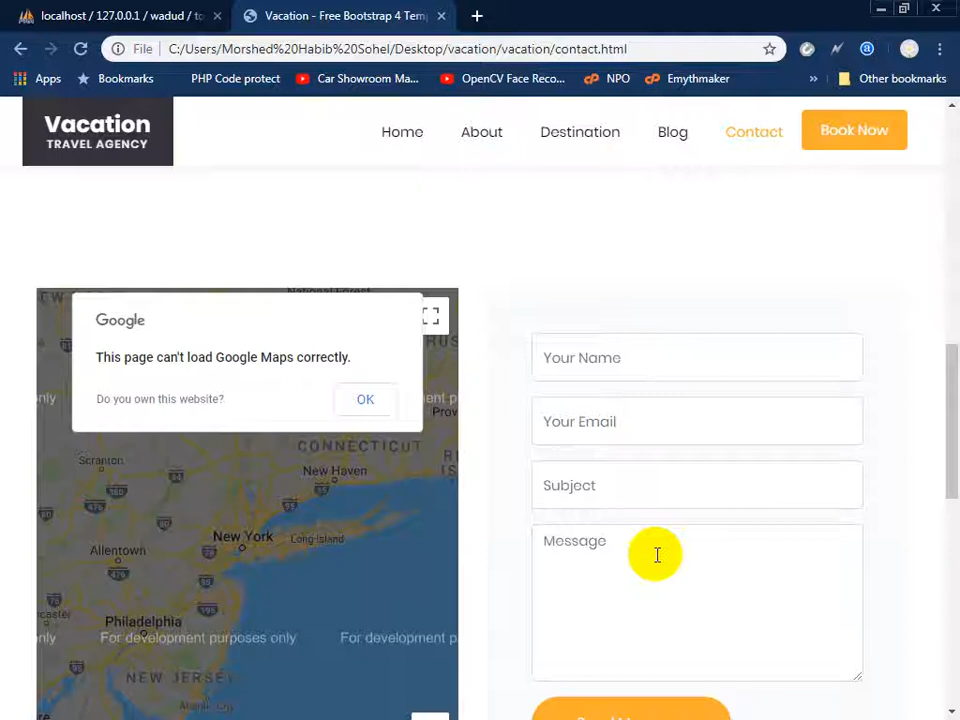 localhost / 127.0.0.1 / wadud / to
Vacation - Free Bootstrap 4 Temp
File
C:/Users/Morshed%20Habib%20Sohel/Desktop/vacation/vacation/contact.html
Apps
Bookmarks
PHP Code protect
Car Showroom Ma...
OpenCV Face Reco...
NPO
Emythmaker
»
Other bookmarks
Vacation
TRAVEL AGENCY
Home
About
Destination
Blog
Contact
Book Now
Google
This page can't load Google Maps correctly.
Do you own this website?
OK
CONNECTICUT
Scranton
New Haven
New York
Long Island
Allentown
Philadelphia
For development purposes only
For development p
NEW JERSEY
Your Name
Your Email
Subject
Message